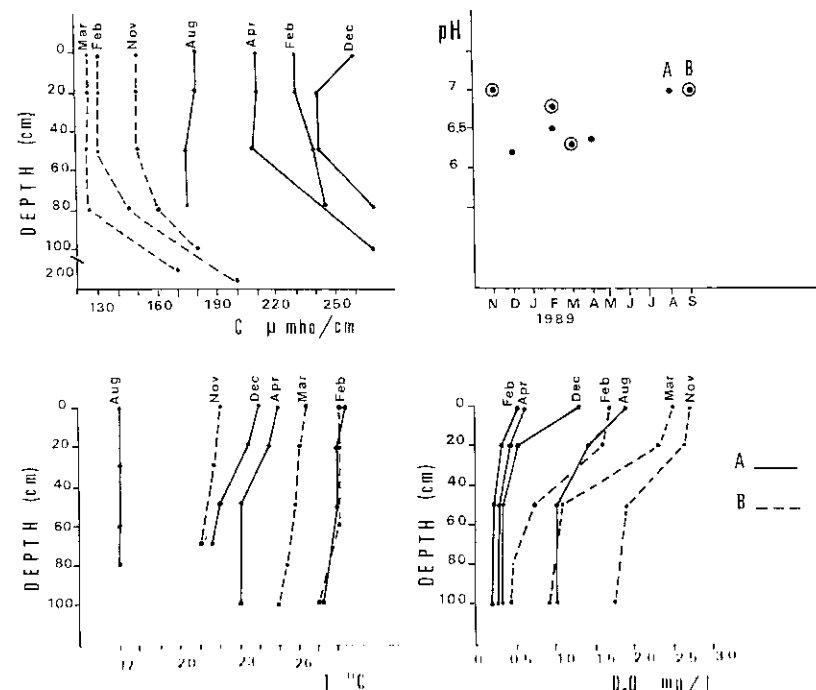 Mar
Feb
Nov
Aug
Apr
Feb
Dec
DEPTH (cm)
0
20
40
60
80
100
200
130 160 190 220 250
C μ mho/cm
pH
7
6.5
6
A B
N D J F M A M J J A S
1989
Aug
Nov
Dec
Apr
Mar
Feb
DEPTH (cm)
0
20
40
60
80
100
17 20 23 26
T °C
Feb
Apr
Dec
Feb
Aug
Mar
Nov
DEPTH (cm)
0
20
40
60
80
100
0 0.5 1.0 1.5 2.0 2.5 3.0
D.O mg/l
A
B